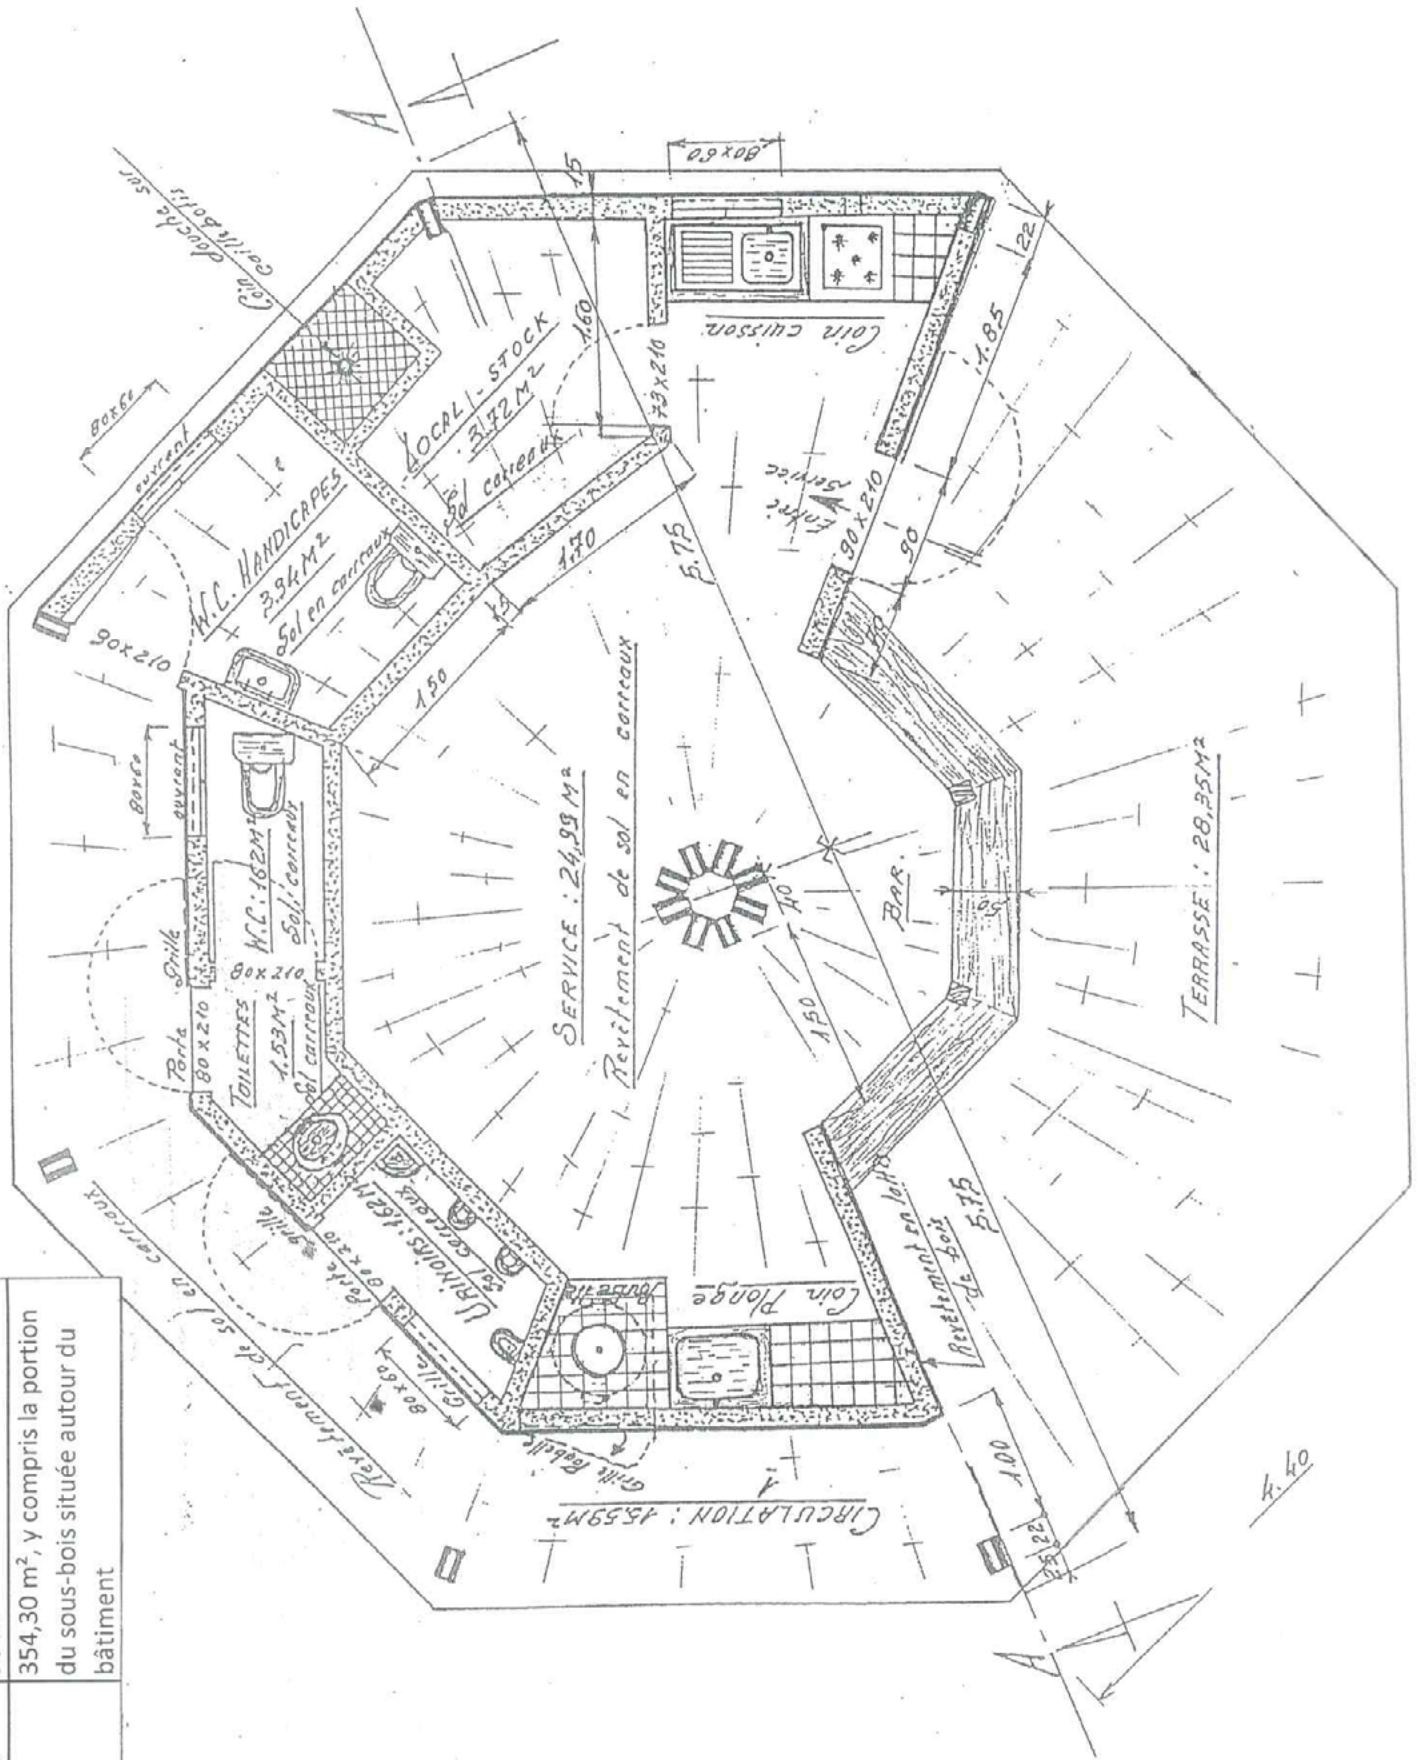 354,30 m², y compris la portion
du sous-bois située autour du
bâtiment
A
Coin douche sur
caillebotis
80x60
ouvrant
W.C. HANDICAPES
3.94 M²
Sol en carreaux
90x210
LOCAL-STOCK
3.72 M²
Sol carreaux
1.60
15
80x60
73x210
Coin cuisson
1.70
15
1.50
5.75
Entrée
Service
90x210
90
1.85
22
50
80x60
ouvrant
W.C.: 1.62 M²
Sol: carreaux
80x210
Grille
Porte
80x210
TOILETTES
1.53 M²
Sol carreaux
SERVICE : 24,99 M²
Revêtement de sol en carreaux
40
1.50
BAR.
50
TERRASSE : 28,35 M²
URINOIRS: 1,62 M
Sol carreaux
Porte grille
80x210
Grille
80x60
Revêtement de sol en carreaux
Coin Plonge
Grille Poubelle
CIRCULATION : 15.59 M²
Revêtement en latte
de bois
5.75
1.00
22
25
4.40
A